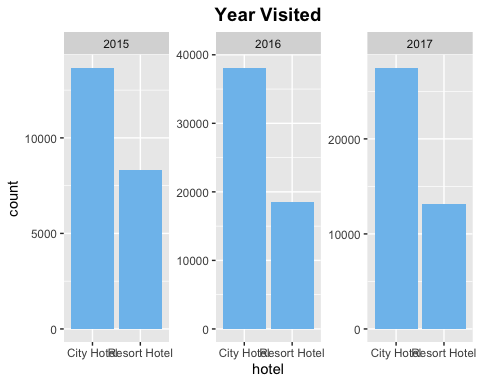 Year Visited
2015
2016
2017
count
0
5000
10000
0
10000
20000
30000
40000
0
10000
20000
City Hotel
Resort Hotel
City Hotel
Resort Hotel
City Hotel
Resort Hotel
hotel